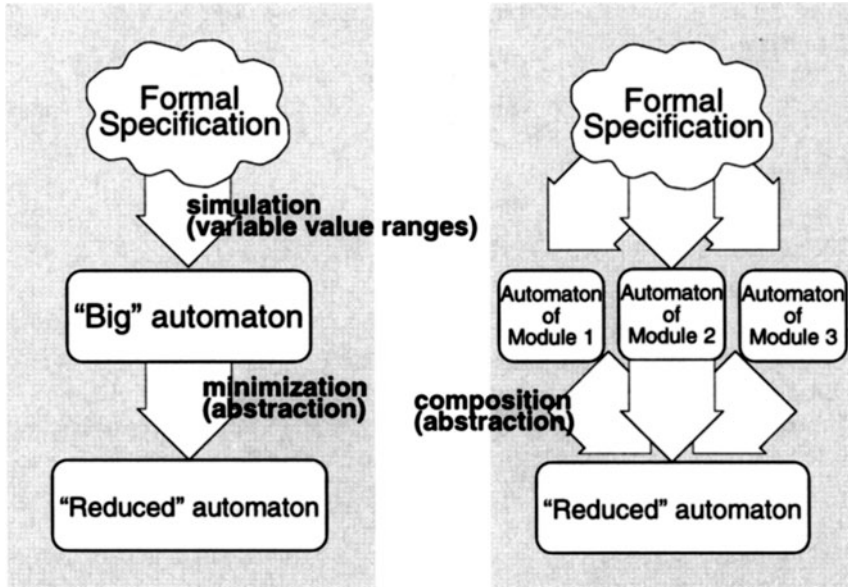 Formal
Specification
simulation
(variable value ranges)
“Big” automaton
minimization
(abstraction)
“Reduced” automaton
Formal
Specification
Automaton
of
Module 1
Automaton
of
Module 2
Automaton
of
Module 3
composition
(abstraction)
“Reduced” automaton